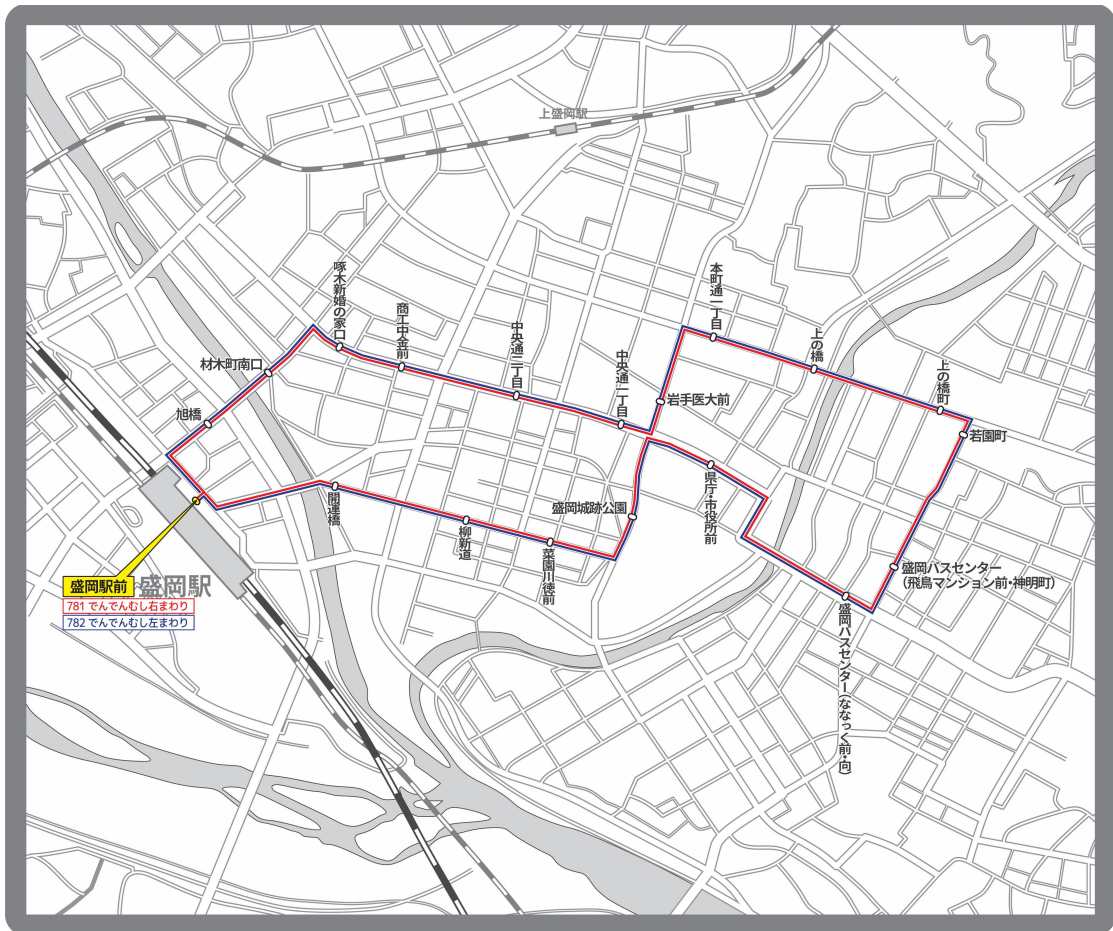 上盛岡駅
啄木新婚の家口
商工中金前
中央通二丁目
中央通一丁目
本町通一丁目
上の橋
上の橋町
材木町南口
岩手医大前
旭橋
若園町
県庁・市役所前
開運橋
盛岡城跡公園
柳新道
菜園川徳前
盛岡バスセンター
(飛鳥マンション前・神明町)
盛岡駅前
盛岡駅
781 でんでんむし右まわり
782 でんでんむし左まわり
盛岡バスセンター(ななっく前・向)